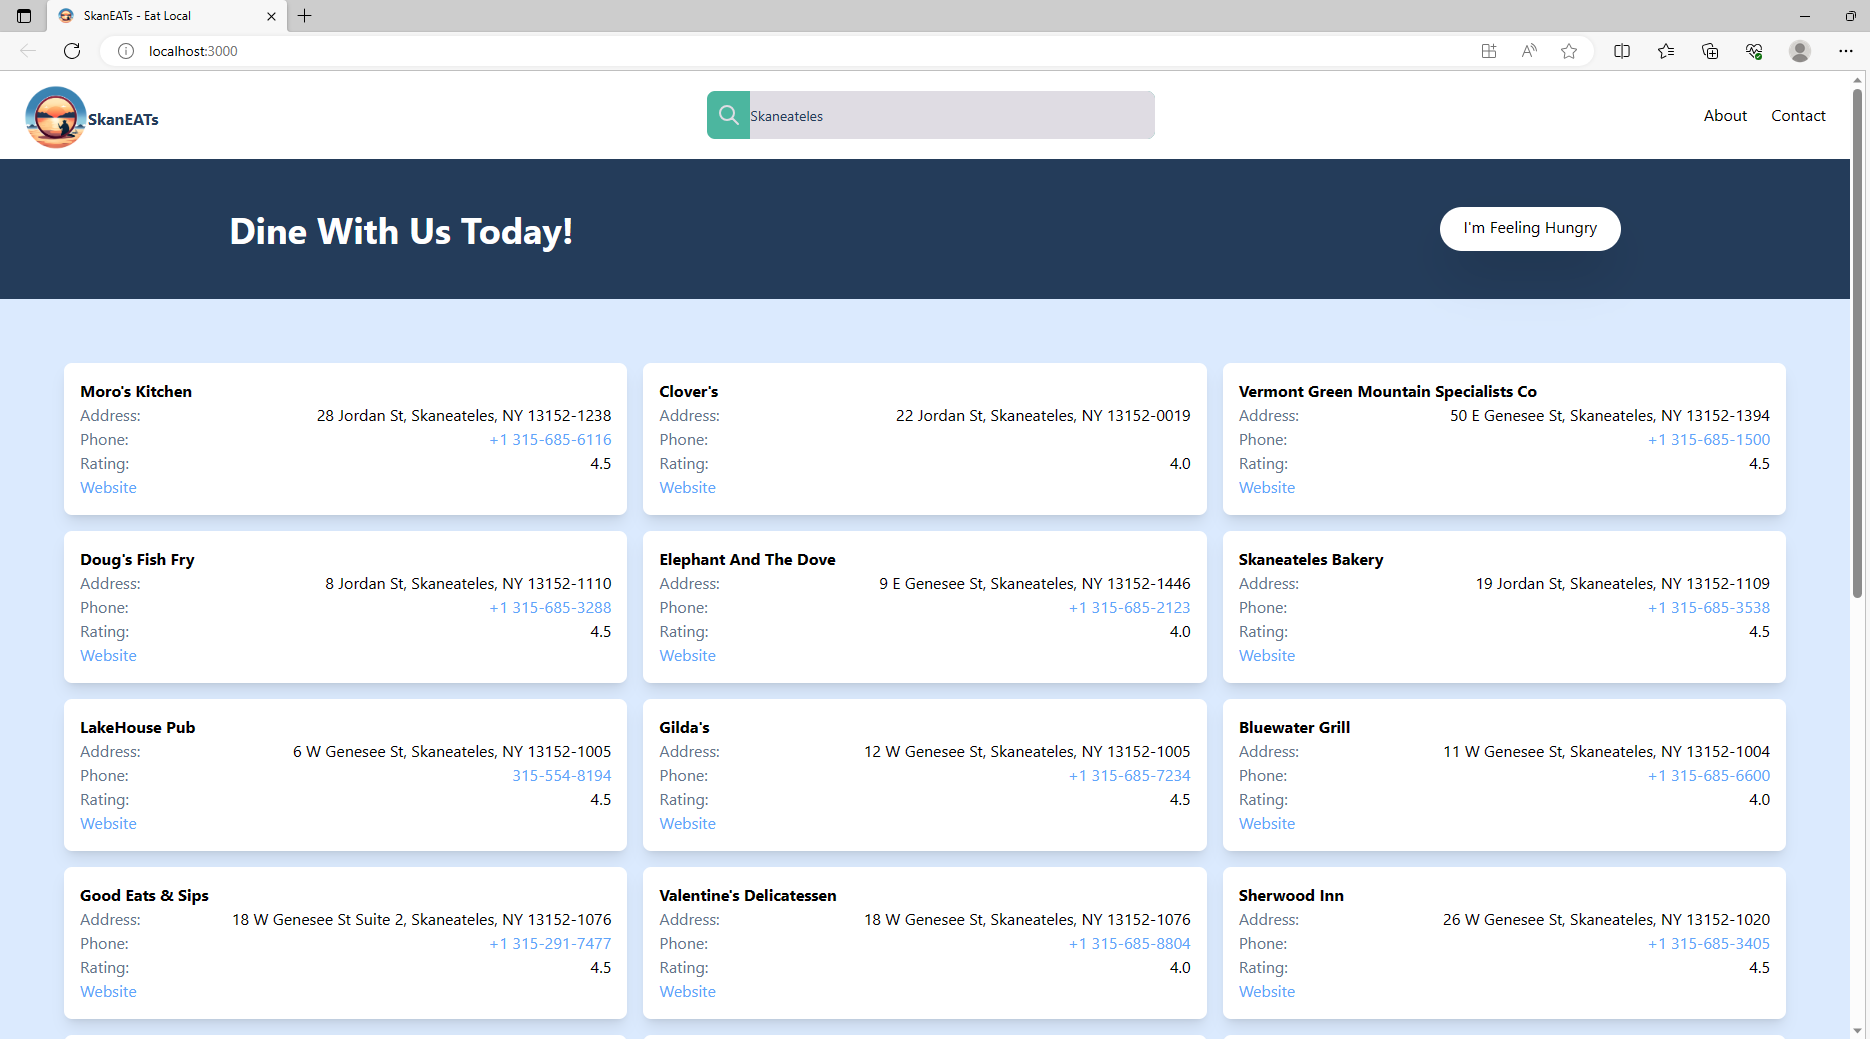 SkanEATs - Eat Local
localhost:3000
SkanEATs
Skaneateles
About
Contact
Dine With Us Today!
I'm Feeling Hungry
Moro's Kitchen
Address: 28 Jordan St, Skaneateles, NY 13152-1238
Phone: +1 315-685-6116
Rating: 4.5
Website
Clover's
Address: 22 Jordan St, Skaneateles, NY 13152-0019
Phone:
Rating: 4.0
Website
Vermont Green Mountain Specialists Co
Address: 50 E Genesee St, Skaneateles, NY 13152-1394
Phone: +1 315-685-1500
Rating: 4.5
Website
Doug's Fish Fry
Address: 8 Jordan St, Skaneateles, NY 13152-1110
Phone: +1 315-685-3288
Rating: 4.5
Website
Elephant And The Dove
Address: 9 E Genesee St, Skaneateles, NY 13152-1446
Phone: +1 315-685-2123
Rating: 4.0
Website
Skaneateles Bakery
Address: 19 Jordan St, Skaneateles, NY 13152-1109
Phone: +1 315-685-3538
Rating: 4.5
Website
LakeHouse Pub
Address: 6 W Genesee St, Skaneateles, NY 13152-1005
Phone: 315-554-8194
Rating: 4.5
Website
Gilda's
Address: 12 W Genesee St, Skaneateles, NY 13152-1005
Phone: +1 315-685-7234
Rating: 4.5
Website
Bluewater Grill
Address: 11 W Genesee St, Skaneateles, NY 13152-1004
Phone: +1 315-685-6600
Rating: 4.0
Website
Good Eats & Sips
Address: 18 W Genesee St Suite 2, Skaneateles, NY 13152-1076
Phone: +1 315-291-7477
Rating: 4.5
Website
Valentine's Delicatessen
Address: 18 W Genesee St, Skaneateles, NY 13152-1076
Phone: +1 315-685-8804
Rating: 4.0
Website
Sherwood Inn
Address: 26 W Genesee St, Skaneateles, NY 13152-1020
Phone: +1 315-685-3405
Rating: 4.5
Website